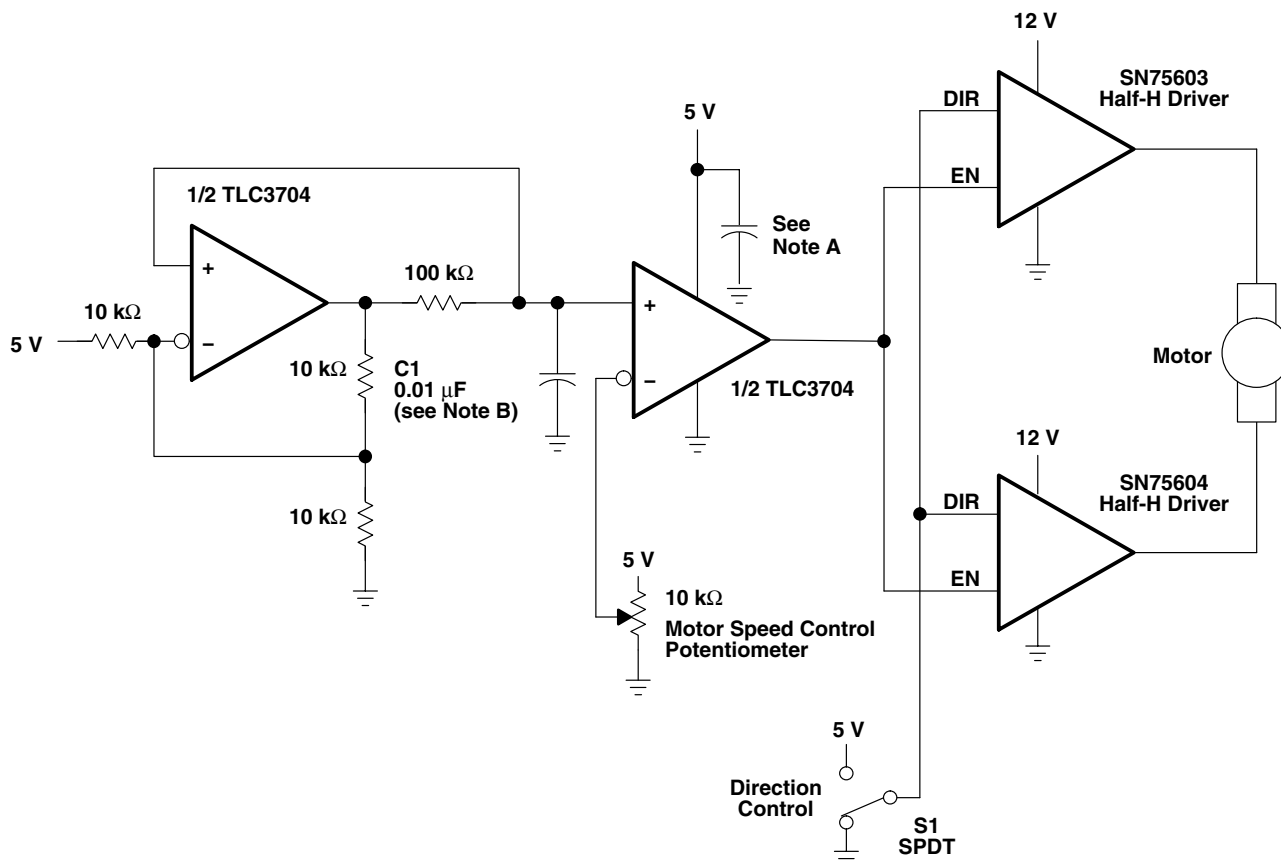 12 V
SN75603
Half-H Driver
DIR
5 V
EN
1/2 TLC3704
See
Note A
+
100 kΩ
10 kΩ
+
5 V
−
10 kΩ
C1
0.01 µF
(see Note B)
−
1/2 TLC3704
Motor
12 V
SN75604
Half-H Driver
DIR
10 kΩ
5 V
EN
10 kΩ
Motor Speed Control
Potentiometer
5 V
Direction
Control
S1
SPDT